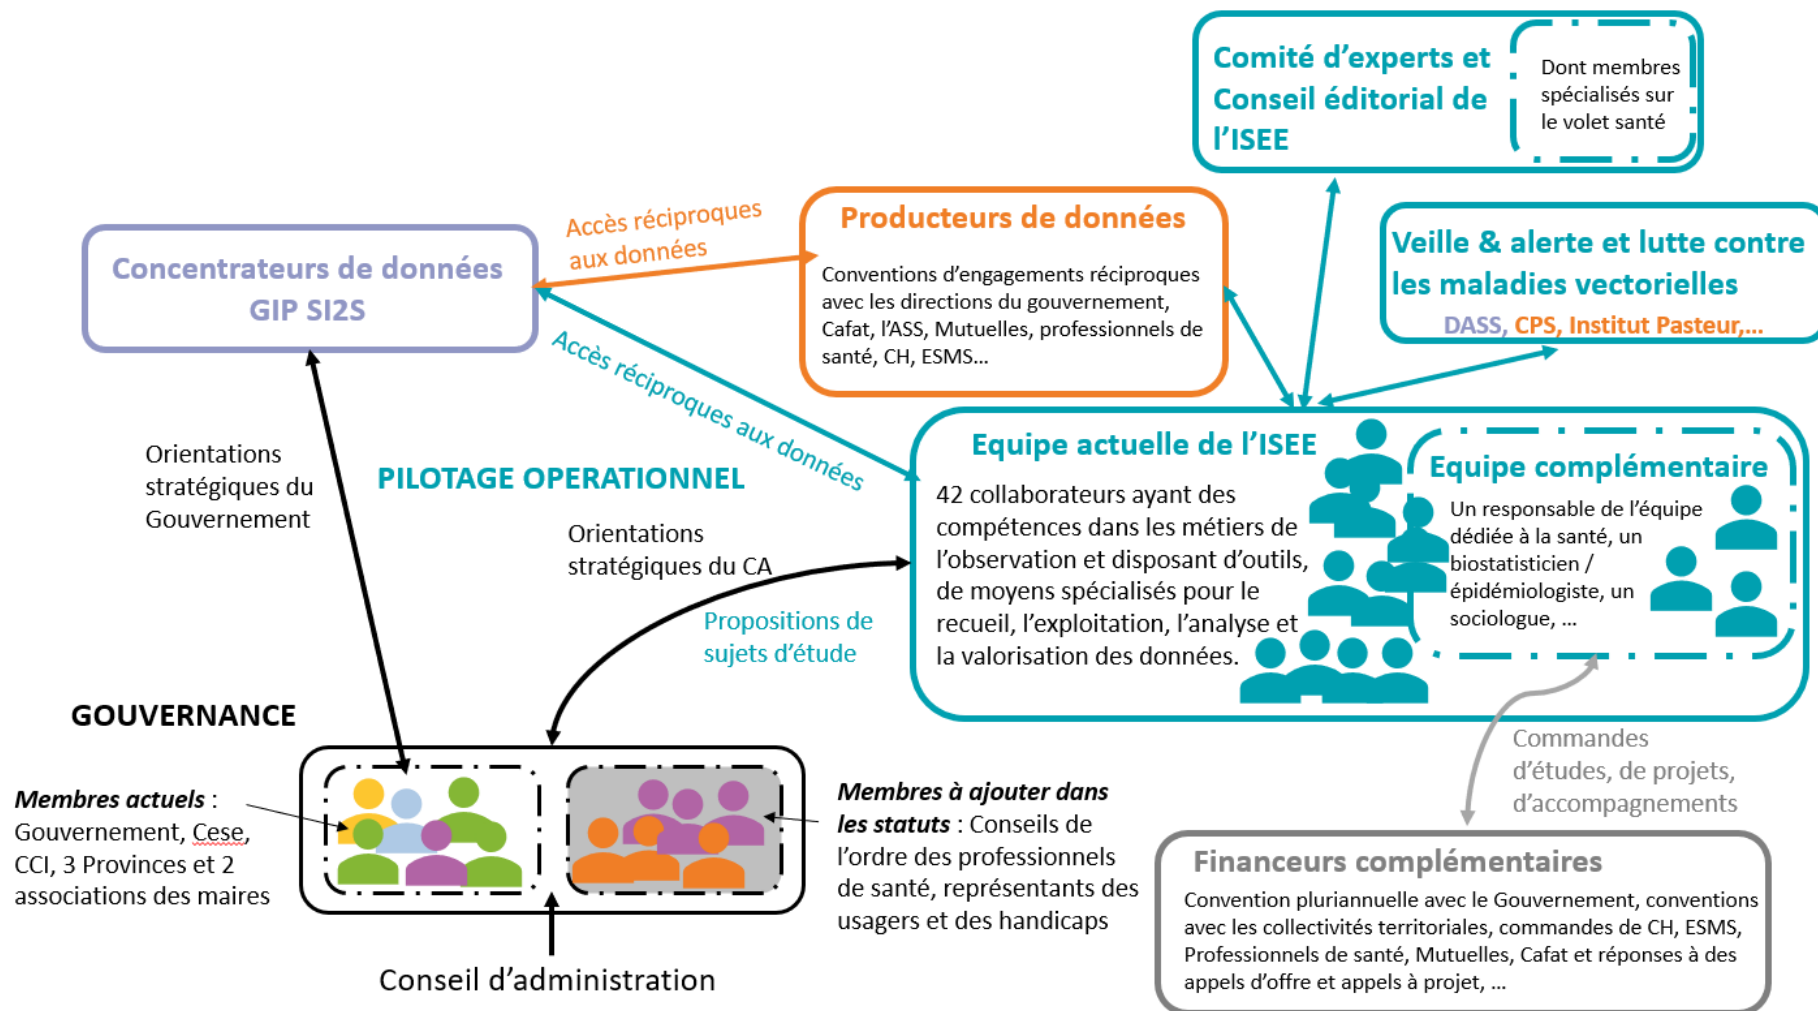 Comité d’experts et
Conseil éditorial de
l’ISEE
Dont membres
spécialisés sur
le volet santé
Accès réciproques
aux données
Producteurs de données
Conventions d’engagements réciproques
avec les directions du gouvernement,
Cafat, l’ASS, Mutuelles, professionnels de
santé, CH, ESMS...
Veille & alerte et lutte contre
les maladies vectorielles
DASS, CPS, Institut Pasteur,...
Concentrateurs de données
GIP SI2S
Accès réciproques aux données
Orientations
stratégiques du
Gouvernement
PILOTAGE OPERATIONNEL
Orientations
stratégiques du CA
Propositions de
sujets d’étude
Equipe actuelle de l’ISEE
42 collaborateurs ayant des
compétences dans les métiers de
l’observation et disposant d’outils,
de moyens spécialisés pour le
recueil, l’exploitation, l’analyse et
la valorisation des données.
Equipe complémentaire
Un responsable de l’équipe
dédiée à la santé, un
biostatisticien /
épidémiologiste, un
sociologue, ...
GOUVERNANCE
Membres actuels :
Gouvernement, Cese,
CCI, 3 Provinces et 2
associations des maires
Membres à ajouter dans
les statuts : Conseils de
l’ordre des professionnels
de santé, représentants des
usagers et des handicaps
Conseil d’administration
Commandes
d’études, de projets,
d’accompagnements
Financeurs complémentaires
Convention pluriannuelle avec le Gouvernement, conventions
avec les collectivités territoriales, commandes de CH, ESMS,
Professionnels de santé, Mutuelles, Cafat et réponses à des
appels d’offre et appels à projet, ...